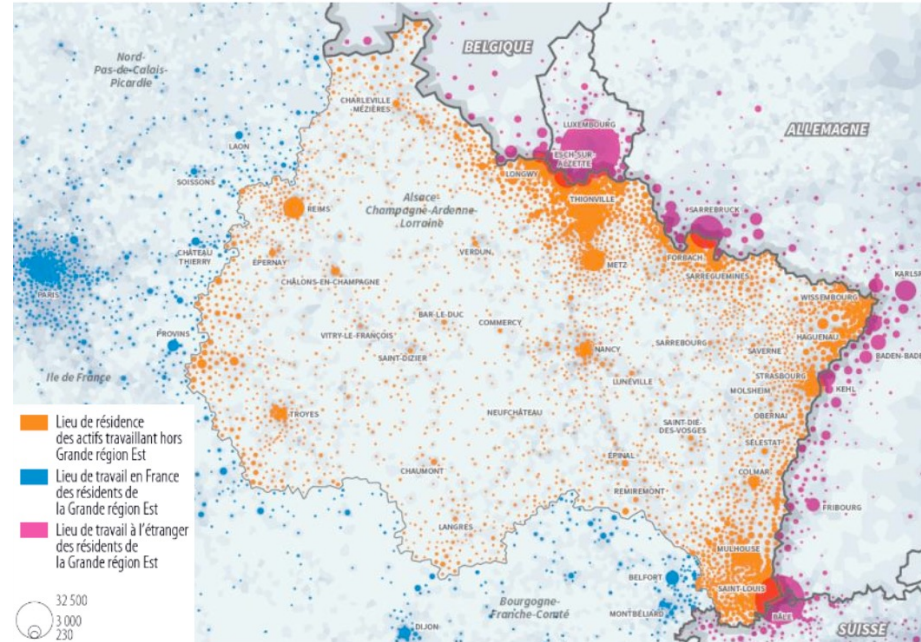 BELGIQUE
Nord-
Pas-de-Calais-
Picardie
CHARLEVILLE
-MÉZIÈRES
LUXEMBOURG
ALLEMAGNE
LAON
ESCH-SUR-
ALZETTE
LONGWY
SOISSONS
THIONVILLE
REIMS
Alsace-
Champagne-Ardenne-
Lorraine
SARREBRUCK
CHÂTEAU
THIERRY
ÉPERNAY
VERDUN
METZ
FORBACH
SARREGUEMINES
PARIS
CHÂLONS-EN-CHAMPAGNE
WISSEMBOURG
BAR-LE-DUC
COMMERCY
PROVINS
VITRY-LE-FRANÇOIS
HAGUENAU
SAINT-DIZIER
NANCY
SARREBOURG
SAVERNE
BADEN-BADE
Ile de France
LUNÉVILLE
STRASBOURG
KEHL
MOLSHEIM
TROYES
NEUFCHÂTEAU
OBERNAI
SAINT-DIÉ-
DES-VOSGES
SÉLESTAT
CHAUMONT
ÉPINAL
COLMAR
REMIREMONT
FRIBOURG
LANGRES
MULHOUSE
BELFORT
SAINT-LOUIS
Bourgogne-
Franche-Comté
MONTBÉLIARD
BÂLE
DIJON
SUISSE
Lieu de résidence
des actifs travaillant hors
Grande région Est
Lieu de travail en France
des résidents de
la Grande région Est
Lieu de travail à l'étranger
des résidents de
la Grande région Est
32 500
3 000
230